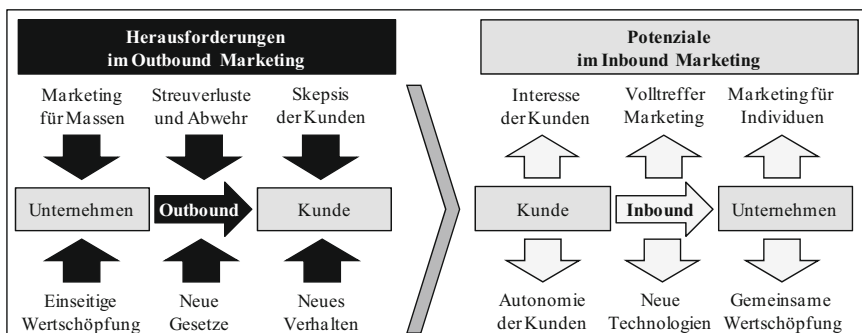 Herausforderungen
im Outbound Marketing
Marketing
für Massen
Streuverluste
und Abwehr
Skepsis
der Kunden
Unternehmen
Outbound
Kunde
Einseitige
Wertschöpfung
Neue
Gesetze
Neues
Verhalten
Potenziale
im Inbound Marketing
Interesse
der Kunden
Volltreffer
Marketing
Marketing für
Individuen
Kunde
Inbound
Unternehmen
Autonomie
der Kunden
Neue
Technologien
Gemeinsame
Wertschöpfung